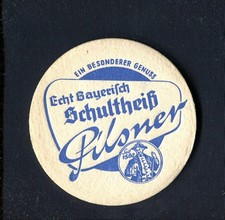 EIN BESONDERER GENUSS
Echt Bayerisch
Schultheiß
Pilsner